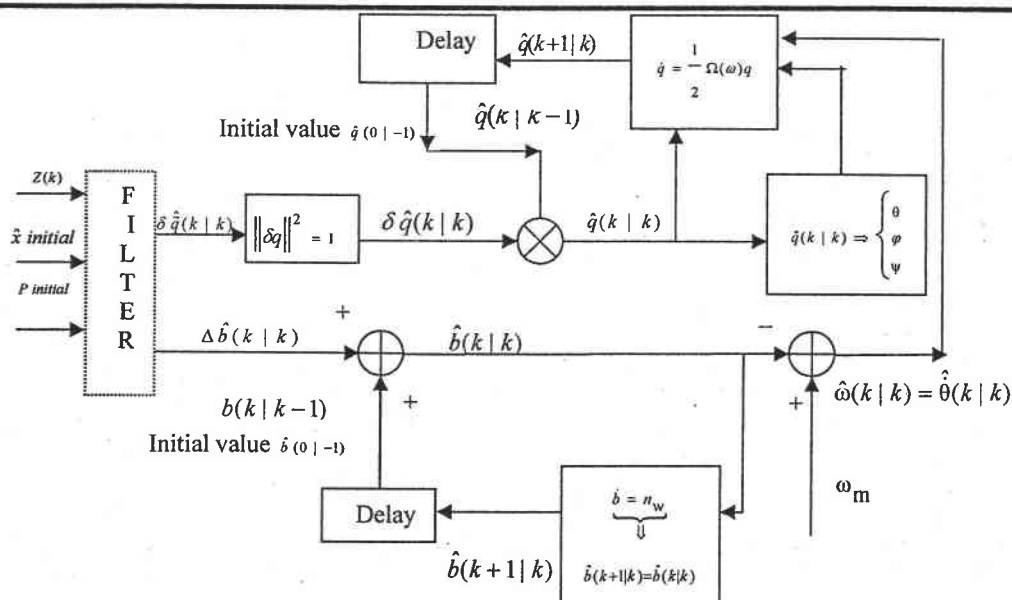 Delay
q̂(k+1|k)
q̇ = 1/2 Ω(ω)q
Initial value q̂(0|−1)
q̂(k|k−1)
Z(k)
x̂ initial
P initial
FILTER
δq̂(k|k)
‖δq‖² = 1
δq̂(k|k)
q̂(k|k)
q̂(k|k) ⇒ { θ
φ
ψ
Δb̂(k|k)
+
b̂(k|k)
−
b(k|k−1)
+
+
ω̂(k|k) = θ̇̂(k|k)
Initial value b̂(0|−1)
ω_m
Delay
ḃ = n_w
⇓
b̂(k+1|k)=b̂(k|k)
b̂(k+1|k)